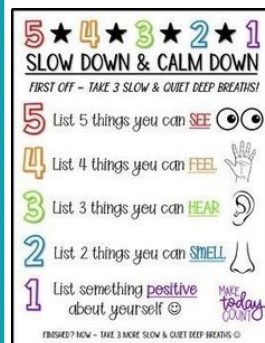 5 ★ 4 ★ 3 ★ 2 ★ 1
SLOW DOWN & CALM DOWN
FIRST OFF - TAKE 3 SLOW & QUIET DEEP BREATHS!
5 List 5 things you can SEE
4 List 4 things you can FEEL
3 List 3 things you can HEAR
2 List 2 things you can SMELL
1 List something positive
about yourself ☺
MAKE
today
COUNT
FINISHED? NOW - TAKE 3 MORE SLOW & QUIET DEEP BREATHS ☺